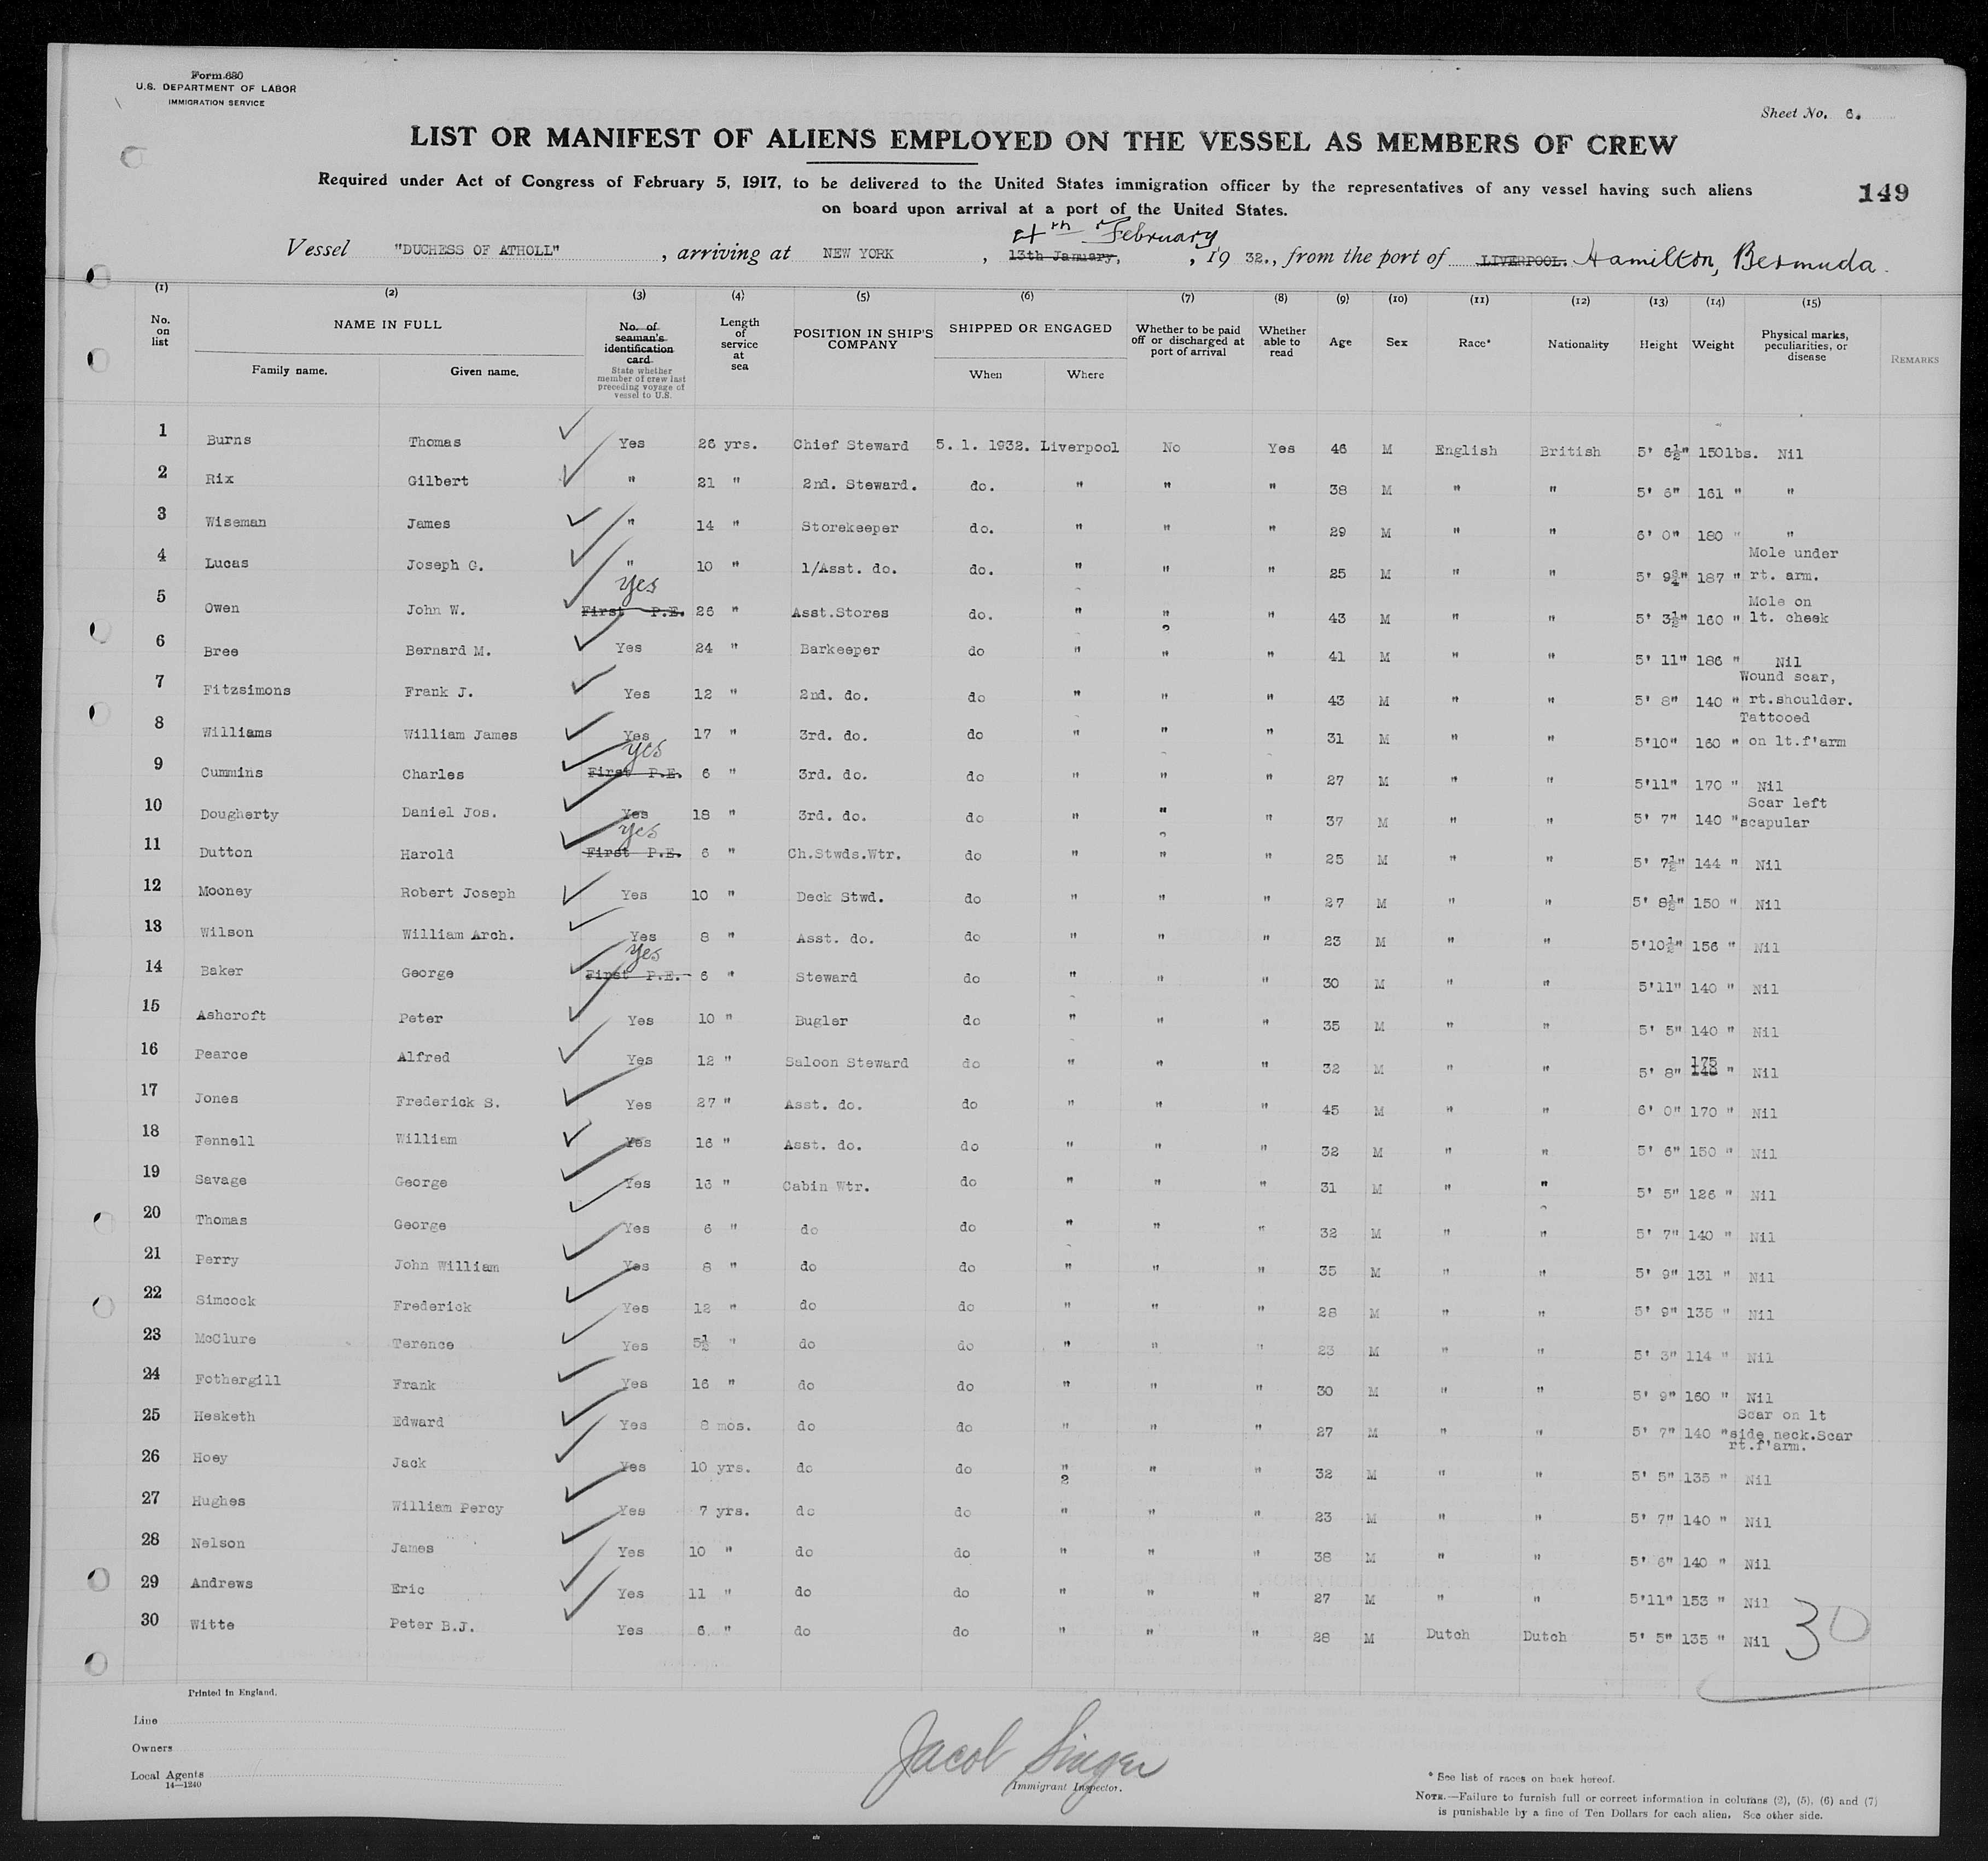 Form 680
U.S. DEPARTMENT OF LABOR
IMMIGRATION SERVICE
Sheet No. 6.
LIST OR MANIFEST OF ALIENS EMPLOYED ON THE VESSEL AS MEMBERS OF CREW
Required under Act of Congress of February 5, 1917, to be delivered to the United States immigration officer by the representatives of any vessel having such aliens
on board upon arrival at a port of the United States.
149
February
Vessel "DUCHESS OF ATHOLL", arriving at NEW YORK, 13th January, , 19 32., from the port of LIVERPOOL. Hamilton, Bermuda.
(1) (2) (3) (4) (5) (6) (7) (8) (9) (10) (11) (12) (13) (14) (15)
No. on list NAME IN FULL Family name. Given name. No. of seaman's identification card State whether member of crew last preceding voyage of vessel to U.S. Length of service at sea POSITION IN SHIP'S COMPANY SHIPPED OR ENGAGED When Where Whether to be paid off or discharged at port of arrival Whether able to read Age Sex Race* Nationality Height Weight Physical marks, peculiarities, or disease REMARKS
1 Burns Thomas Yes 26 yrs. Chief Steward 5. 1. 1932. Liverpool No Yes 46 M English British 5' 6½" 150lbs. Nil
2 Rix Gilbert " 21 " 2nd. Steward. do. " " " 38 M " " 5' 6" 161 " "
3 Wiseman James " 14 " Storekeeper do. " " " 29 M " " 6' 0" 180 " "
4 Lucas Joseph G. " 10 " 1/Asst. do. do. " " " 25 M " " 5' 9¾" 187 " Mole under rt. arm.
5 Owen John W. First P.E. Yes 26 " Asst.Stores do. " " " 43 M " " 5' 3½" 160 " Mole on lt. cheek
6 Bree Bernard M. Yes 24 " Barkeeper do " " " 41 M " " 5' 11" 186 " Nil
7 Fitzsimons Frank J. Yes 12 " 2nd. do. do " " " 43 M " " 5' 8" 140 " Wound scar, rt.shoulder.
8 Williams William James Yes 17 " 3rd. do. do " " " 31 M " " 5'10" 160 " Tattooed on lt.f'arm
9 Cummins Charles First P.E. Yes 6 " 3rd. do. do " " " 27 M " " 5'11" 170 " Nil
10 Dougherty Daniel Jos. Yes 18 " 3rd. do. do " " " 37 M " " 5' 7" 140 " Scar left scapular
11 Dutton Harold First P.E. Yes 6 " Ch.Stwds.Wtr. do " " " 25 M " " 5' 7½" 144 " Nil
12 Mooney Robert Joseph Yes 10 " Deck Stwd. do " " " 27 M " " 5' 8½" 150 " Nil
13 Wilson William Arch. Yes 8 " Asst. do. do " " " 23 M " " 5'10½" 156 " Nil
14 Baker George First P.E. Yes 6 " Steward do " " " 30 M " " 5'11" 140 " Nil
15 Ashcroft Peter Yes 10 " Bugler do " " " 35 M " " 5' 5" 140 " Nil
16 Pearce Alfred Yes 12 " Saloon Steward do " " " 32 M " " 5' 8" 175 " Nil
17 Jones Frederick S. Yes 27 " Asst. do. do " " " 45 M " " 6' 0" 170 " Nil
18 Fennell William Yes 16 " Asst. do. do " " " 32 M " " 5' 6" 150 " Nil
19 Savage George Yes 16 " Cabin Wtr. do " " " 31 M " " 5' 5" 126 " Nil
20 Thomas George Yes 6 " do do " " " 32 M " " 5' 7" 140 " Nil
21 Perry John William Yes 8 " do do " " " 35 M " " 5' 9" 131 " Nil
22 Simcock Frederick Yes 12 " do do " " " 28 M " " 5' 9" 135 " Nil
23 McClure Terence Yes 5½ " do do " " " 23 M " " 5' 3" 114 " Nil
24 Fothergill Frank Yes 16 " do do " " " 30 M " " 5' 9" 160 " Nil
25 Hesketh Edward Yes 8 mos. do do " " " 27 M " " 5' 7" 140 " Scar on lt side neck.Scar rt.f'arm.
26 Hoey Jack Yes 10 yrs. do do " " " 32 M " " 5' 5" 135 " Nil
27 Hughes William Percy Yes 7 yrs. do do " " " 23 M " " 5' 7" 140 " Nil
28 Nelson James Yes 10 " do do " " " 38 M " " 5' 6" 140 " Nil
29 Andrews Eric Yes 11 " do do " " " 27 M " " 5'11" 153 " Nil
30 Witte Peter B.J. Yes 6 " do do " " " 28 M Dutch Dutch 5' 5" 135 " Nil
30
Printed in England.
Line
Owners
Local Agents
14—1240
Jacob Singer
Immigrant Inspector.
* See list of races on back hereof.
NOTE.—Failure to furnish full or correct information in columns (2), (5), (6) and (7)
is punishable by a fine of Ten Dollars for each alien. See other side.